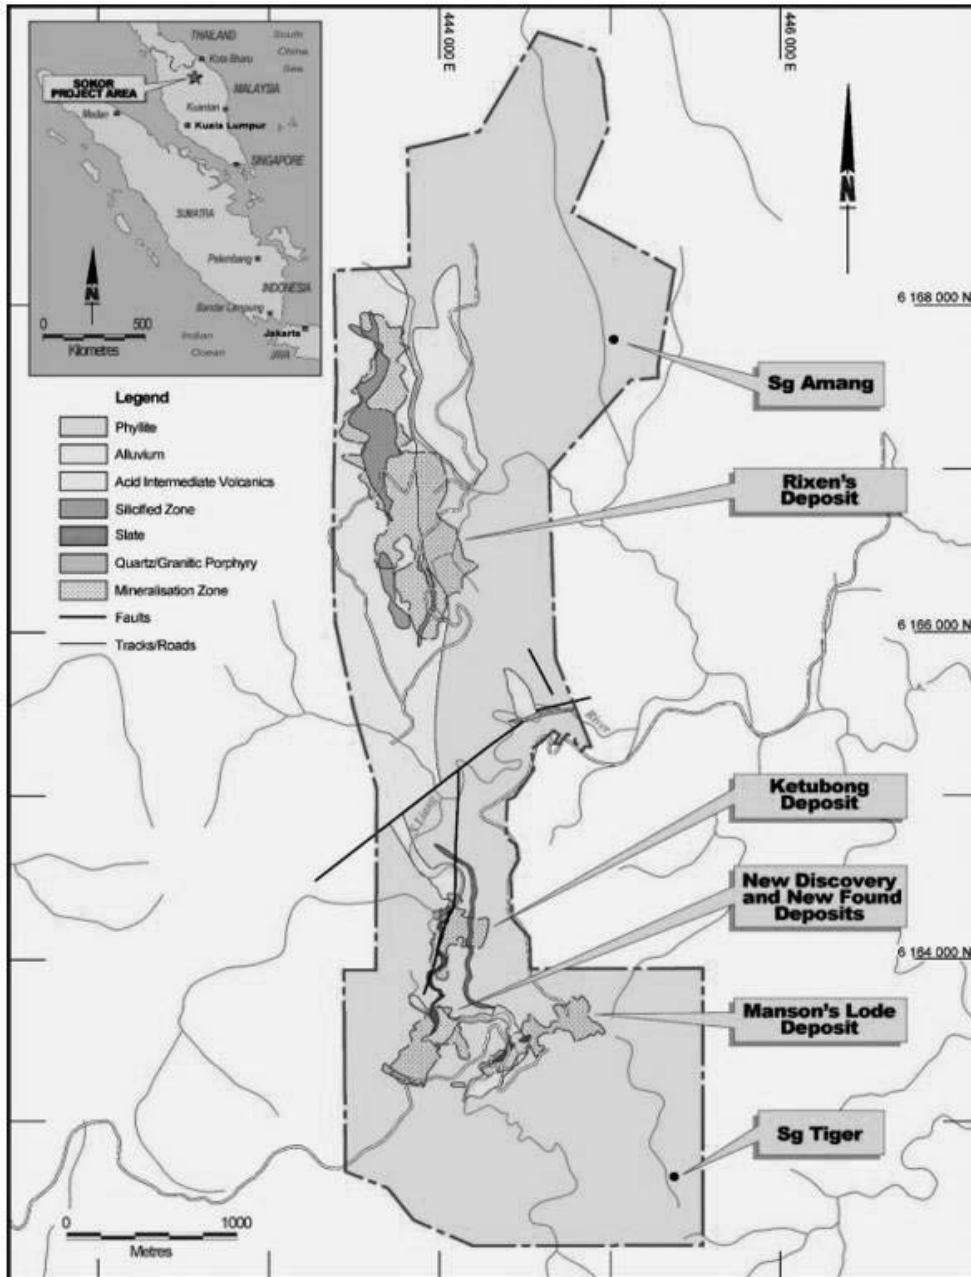 THAILAND
South
China
Sea
Kota Bharu
SOKOR
PROJECT AREA
MALAYSIA
Medan
Kuantan
Kuala Lumpur
SINGAPORE
SUMATRA
Palembang
INDONESIA
N
Bandar Lampung
0 500
Kilometres
Indian
Ocean
Jakarta
JAVA
444 000 E
446 000 E
N
6 168 000 N
Sg Amang
Legend
Phyllite
Alluvium
Acid Intermediate Volcanics
Silicified Zone
Slate
Quartz/Granitic Porphyry
Mineralisation Zone
Faults
Tracks/Roads
Rixen's
Deposit
6 166 000 N
River
Ketubong
Deposit
S.Liang
New Discovery
and New Found
Deposits
6 164 000 N
Manson's Lode
Deposit
Sg Tiger
0 1000
Metres